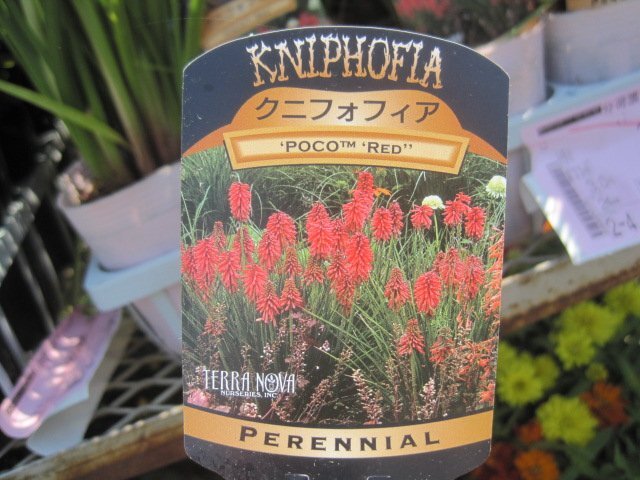 KNIPHOFIA
クニフォフィア
'POCO™ 'RED''
TERRA NOVA
NURSERIES, INC
PERENNIAL